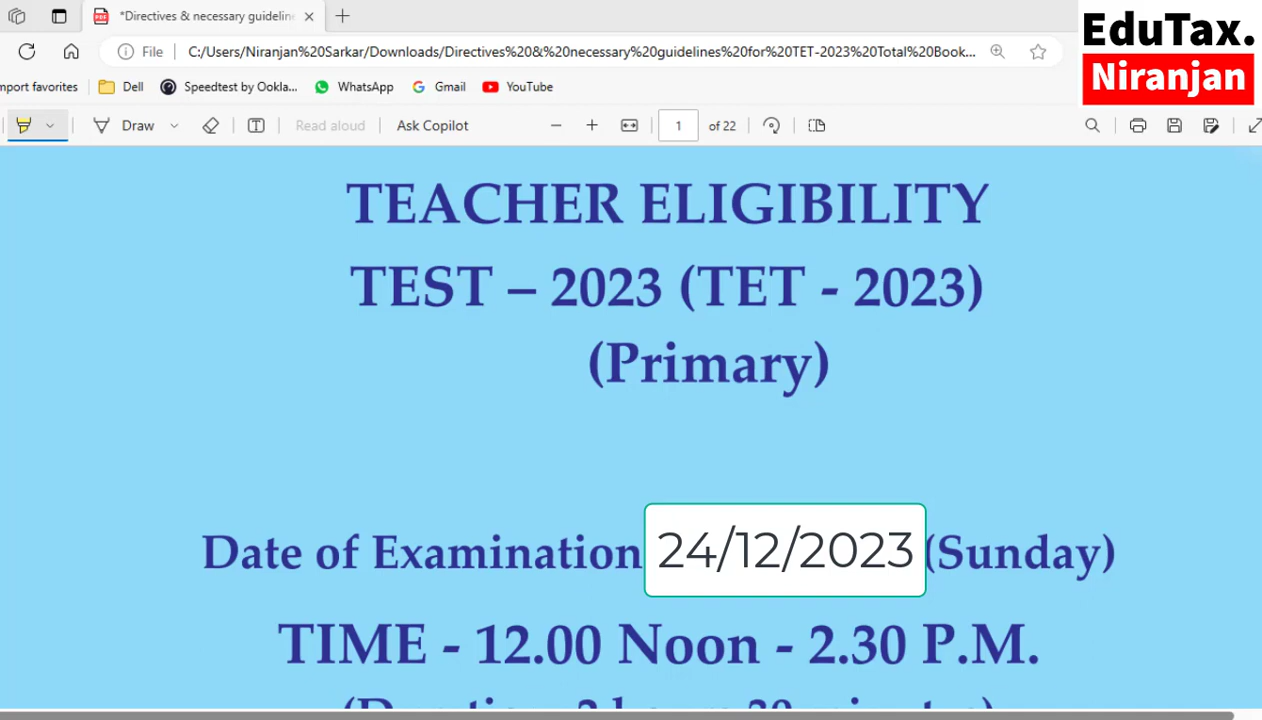 *Directives & necessary guidelin
EduTax.
Niranjan
File
C:/Users/Niranjan%20Sarkar/Downloads/Directives%20&%20necessary%20guidelines%20for%20TET-2023%20Total%20Book...
mport favorites
Dell
Speedtest by Ookla...
WhatsApp
Gmail
YouTube
Draw
Read aloud
Ask Copilot
1 of 22
TEACHER ELIGIBILITY
TEST – 2023 (TET - 2023)
(Primary)
Date of Examination 24/12/2023 (Sunday)
TIME - 12.00 Noon - 2.30 P.M.